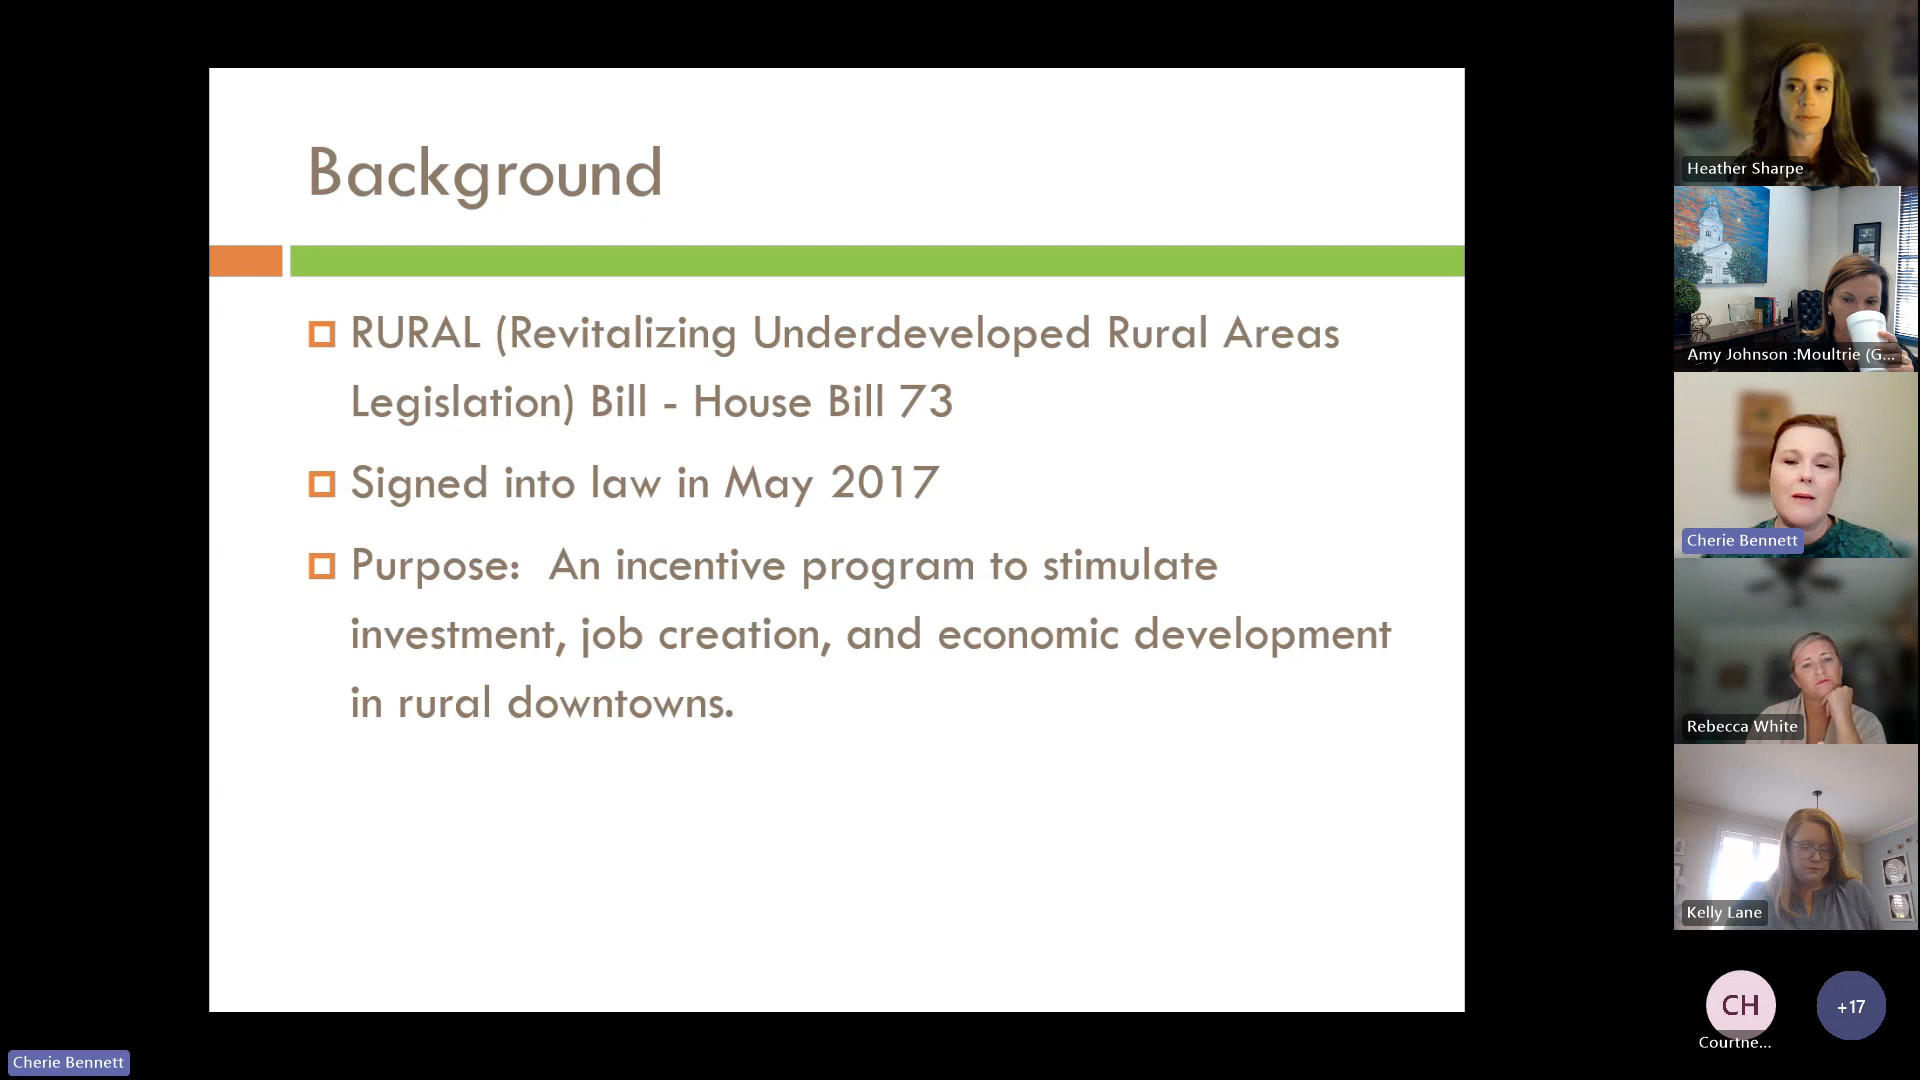 Background
RURAL (Revitalizing Underdeveloped Rural Areas
Legislation) Bill - House Bill 73
Signed into law in May 2017
Purpose:  An incentive program to stimulate
investment, job creation, and economic development
in rural downtowns.
Heather Sharpe
Amy Johnson :Moultrie (G...
Cherie Bennett
Rebecca White
Kelly Lane
CH
+17
Courtne...
Cherie Bennett